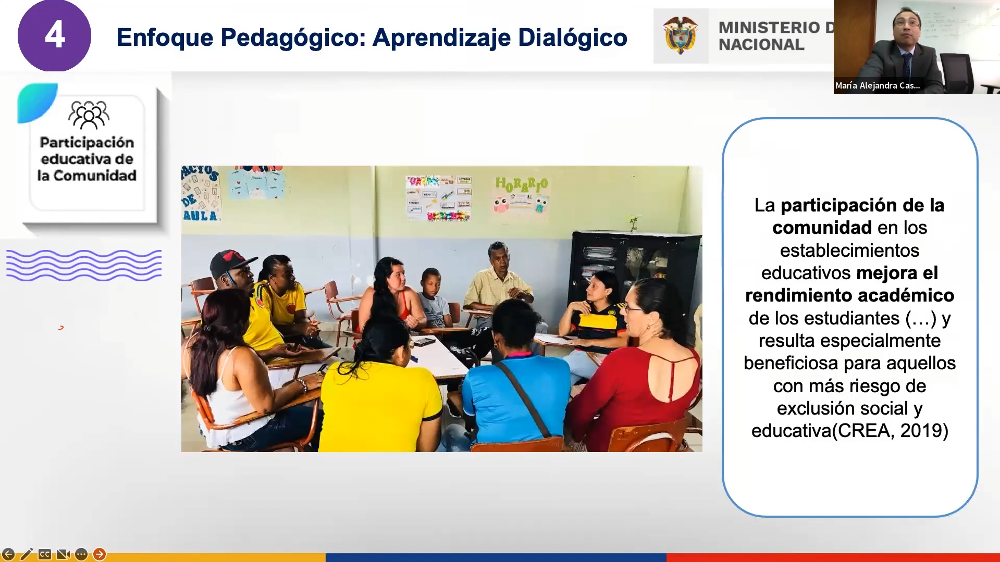 4
Enfoque Pedagógico: Aprendizaje Dialógico
MINISTERIO D
NACIONAL
María Alejandra Cas...
Participación
educativa de
la Comunidad
ACTOS
DE
AULA
HORARIO
La participación de la
comunidad en los
establecimientos
educativos mejora el
rendimiento académico
de los estudiantes (...) y
resulta especialmente
beneficiosa para aquellos
con más riesgo de
exclusión social y
educativa(CREA, 2019)
CC